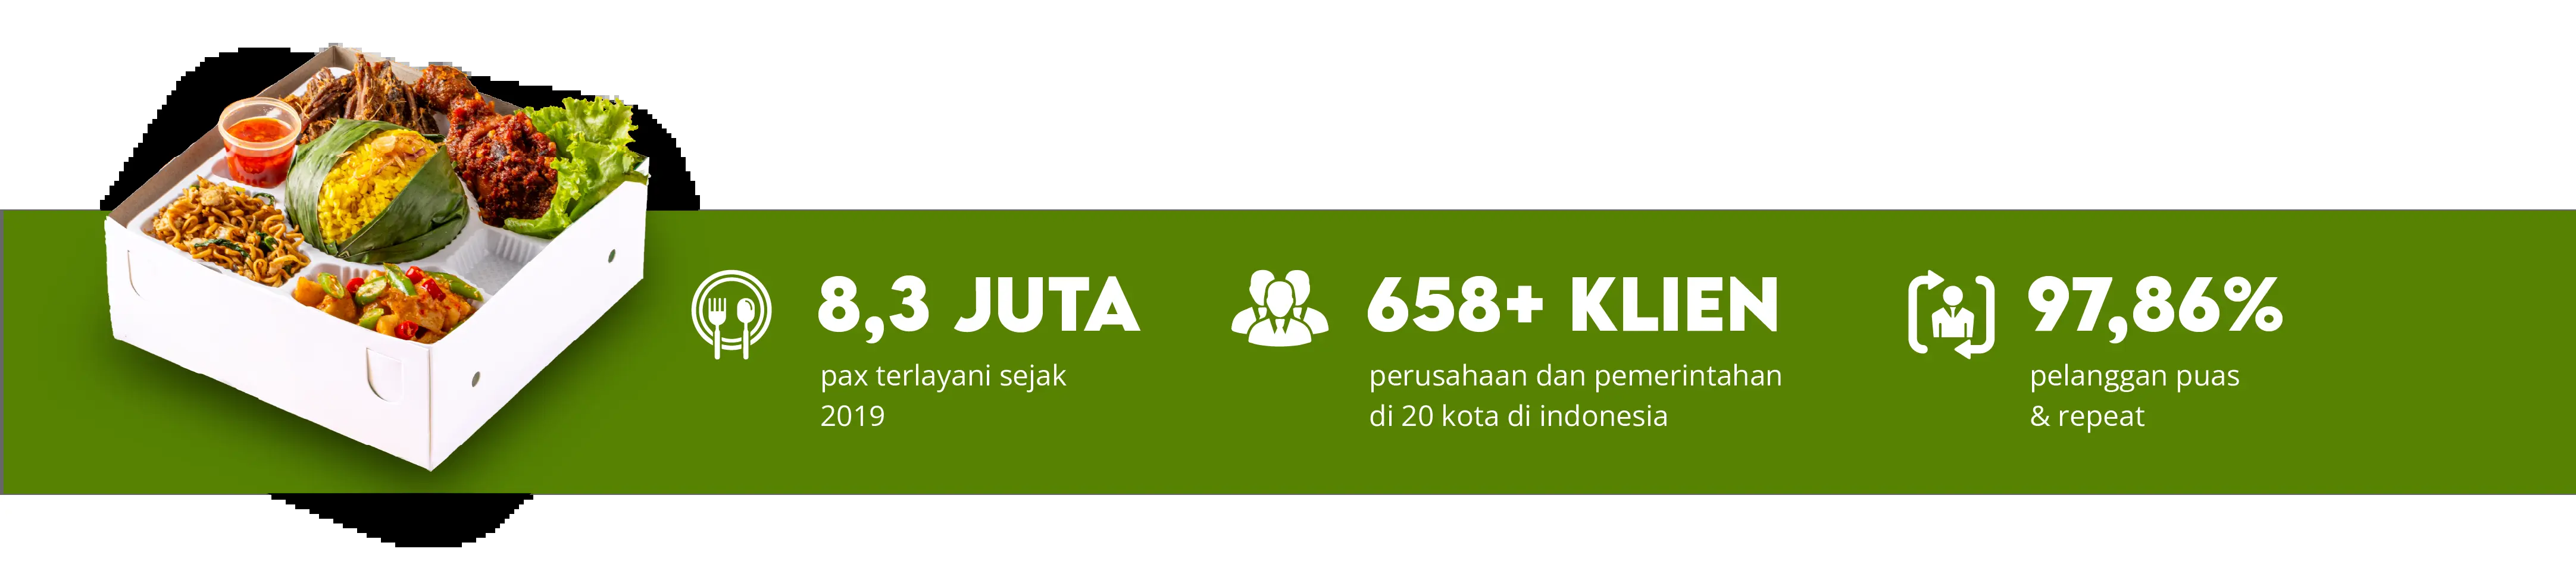 8,3 JUTA
pax terlayani sejak
2019
658+ KLIEN
perusahaan dan pemerintahan
di 20 kota di indonesia
97,86%
pelanggan puas
& repeat